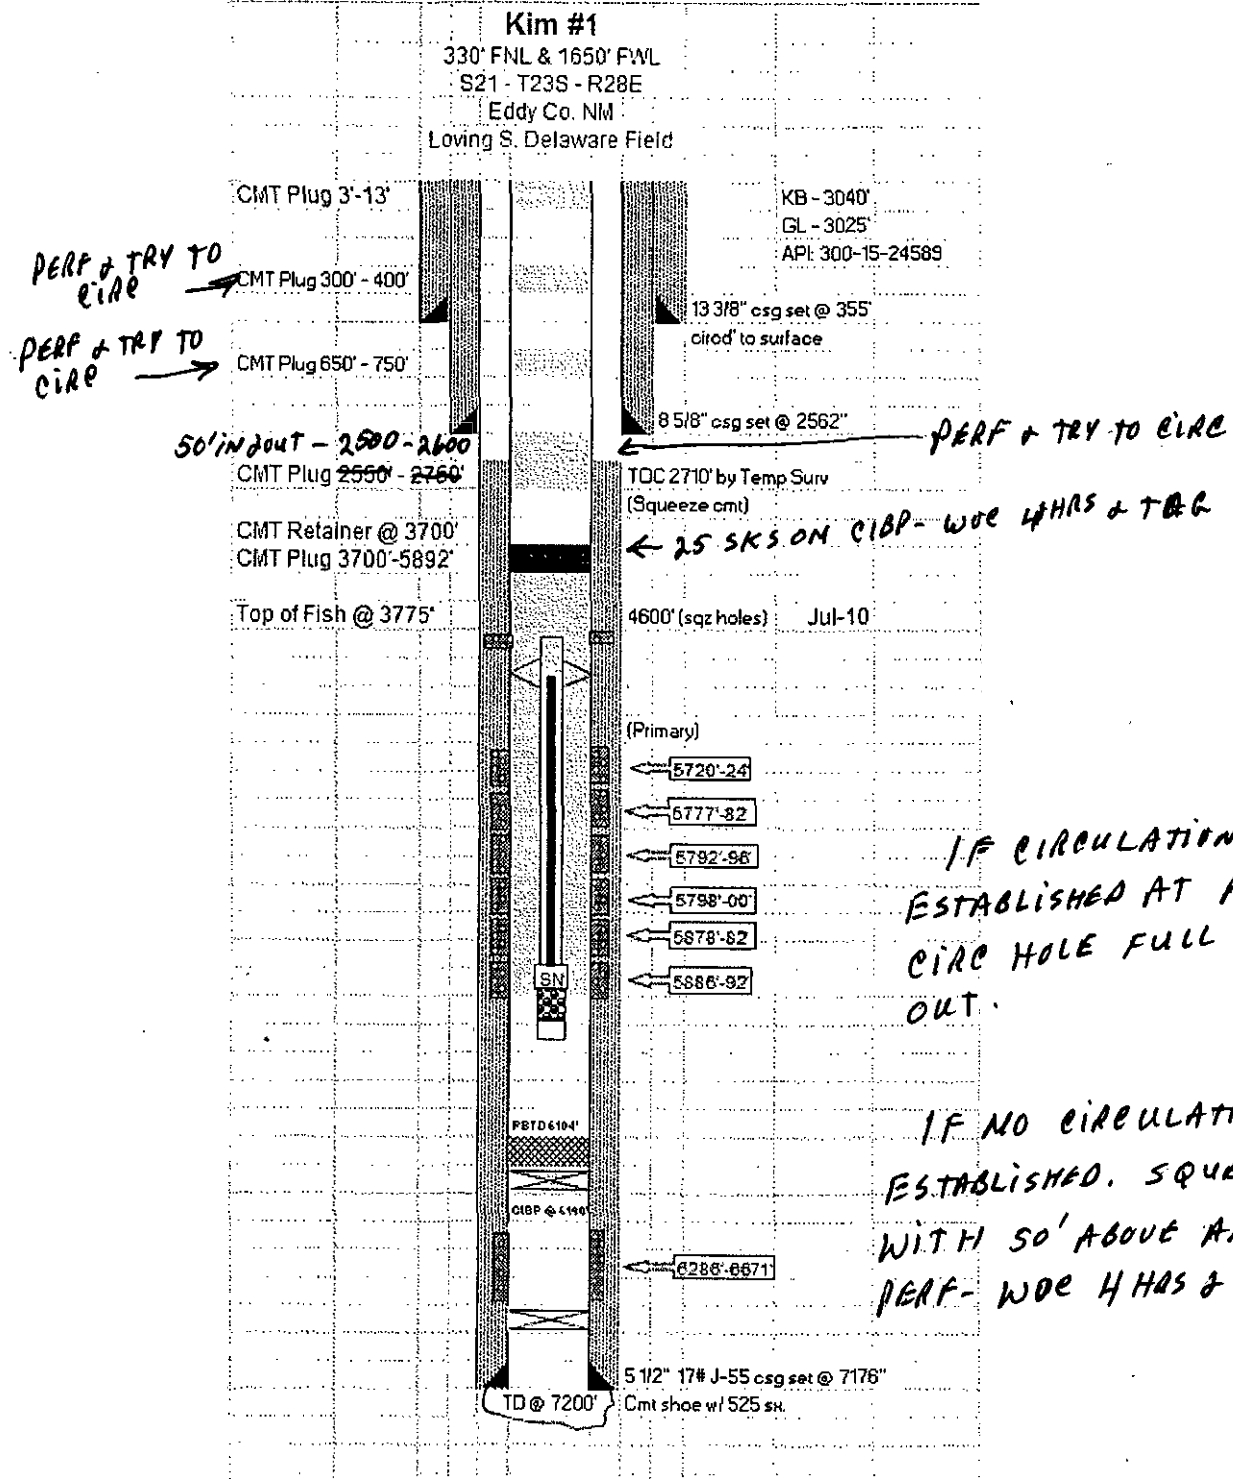 Kim #1
330' FNL & 1650' FWL
S21 - T23S - R28E
Eddy Co. NM
Loving S. Delaware Field
CMT Plug 3'-13'
KB - 3040'
GL - 3025'
API: 300-15-24589
PERF & TRY TO
CIRC
CMT Plug 300' - 400'
13 3/8" csg set @ 355'
circd' to surface
PERF & TRY TO
CIRC
CMT Plug 650' - 750'
8 5/8" csg set @ 2562"
PERF & TRY TO CIRC
50' IN & OUT - 2500 - 2600
CMT Plug 2550' - 2760'
TOC 2710' by Temp Surv
(Squeeze cmt)
25 SKS ON CIBP - WOC 4 HRS & TAG
CMT Retainer @ 3700'
CMT Plug 3700'-5892'
Top of Fish @ 3775'
4600' (sqz holes) Jul-10
(Primary)
5720'-24'
5777'-82'
5792'-96'
5798'-00'
5878'-82'
5886'-92'
SN
IF CIRCULATION
ESTABLISHED AT
CIRC HOLE FULL
OUT.
PBTD 6104'
IF NO CIRCULATI
ESTABLISHED. SQU
WITH 50' ABOVE
PERF - WOC 4 HRS &
CIBP @ 6140'
6286'-6671'
5 1/2" 17# J-55 csg set @ 7176"
TD @ 7200'
Cmt shoe w/ 525 sx.